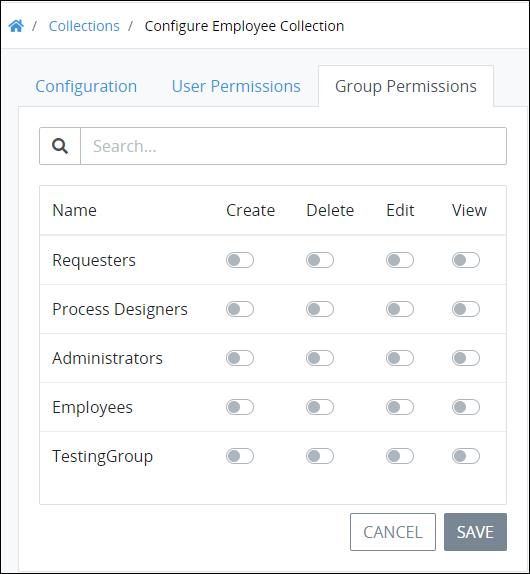 / Collections / Configure Employee Collection
Configuration User Permissions Group Permissions
Search...
Name Create Delete Edit View
Requesters
Process Designers
Administrators
Employees
TestingGroup
CANCEL SAVE